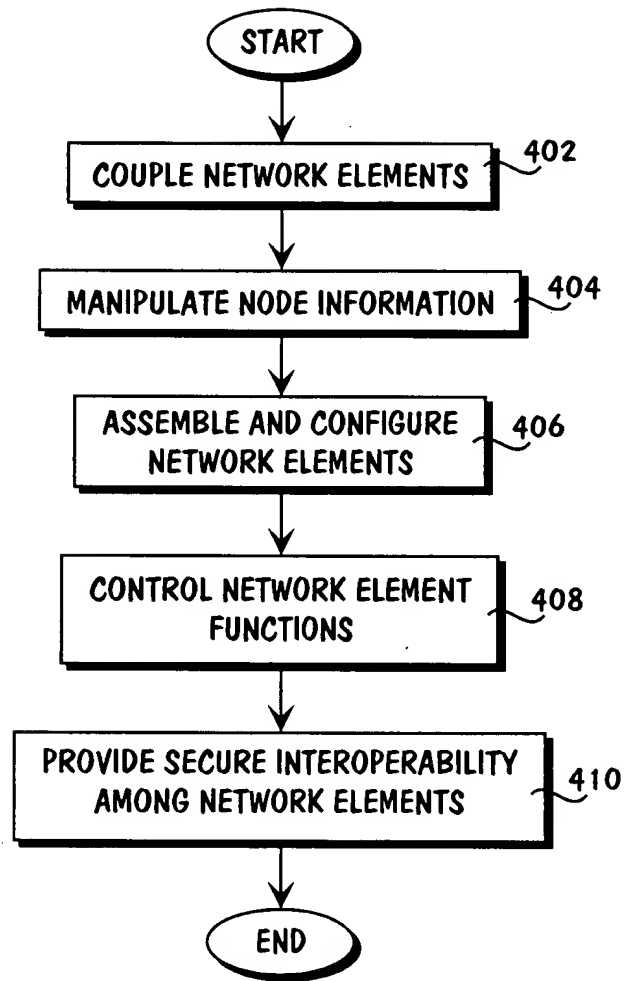 START
COUPLE NETWORK ELEMENTS
402
MANIPULATE NODE INFORMATION
404
ASSEMBLE AND CONFIGURE
NETWORK ELEMENTS
406
CONTROL NETWORK ELEMENT
FUNCTIONS
408
PROVIDE SECURE INTEROPERABILITY
AMONG NETWORK ELEMENTS
410
END